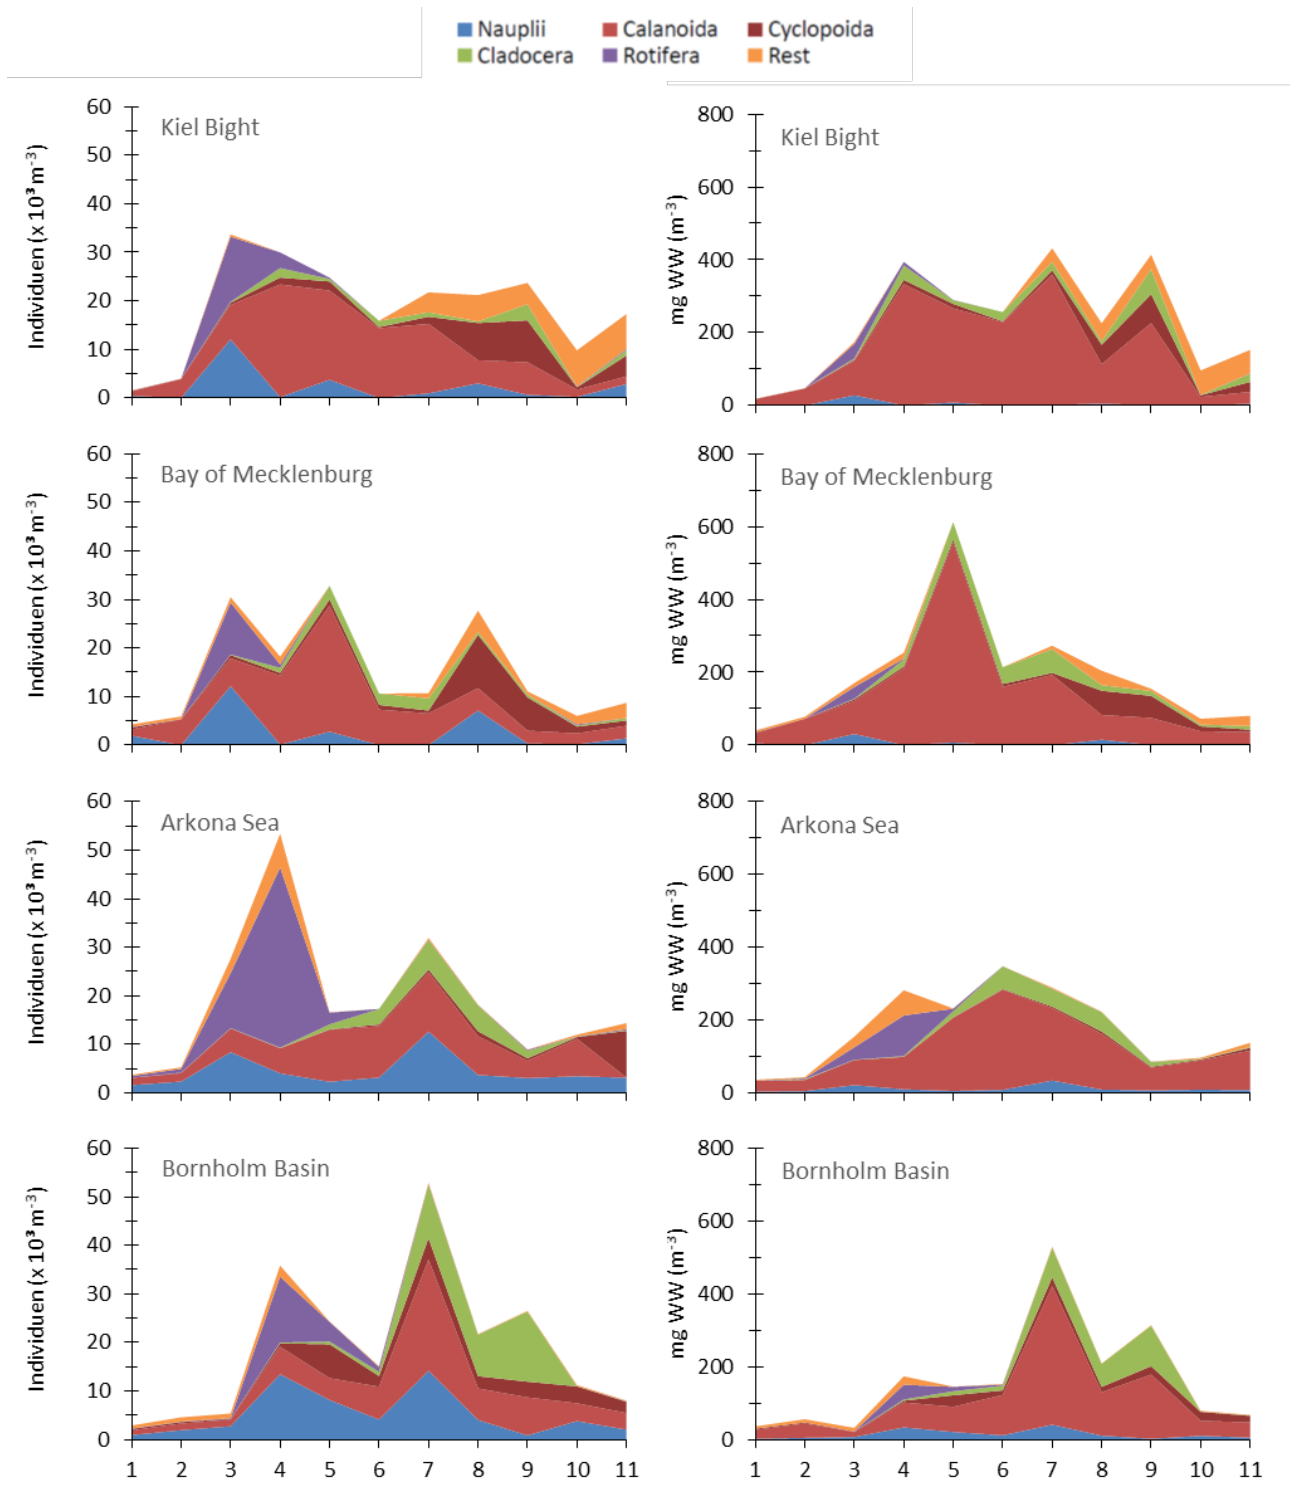 Nauplii Calanoida Cyclopoida
Cladocera Rotifera Rest
60
50
40
30
20
10
0
Individuen (x 10³ m⁻³)
Kiel Bight
800
600
400
200
0
mg WW (m⁻³)
Kiel Bight
60
50
40
30
20
10
0
Individuen (x 10³ m⁻³)
Bay of Mecklenburg
800
600
400
200
0
mg WW (m⁻³)
Bay of Mecklenburg
60
50
40
30
20
10
0
Individuen (x 10³ m⁻³)
Arkona Sea
800
600
400
200
0
mg WW (m⁻³)
Arkona Sea
60
50
40
30
20
10
0
Individuen (x 10³ m⁻³)
Bornholm Basin
1 2 3 4 5 6 7 8 9 10 11
800
600
400
200
0
mg WW (m⁻³)
Bornholm Basin
1 2 3 4 5 6 7 8 9 10 11